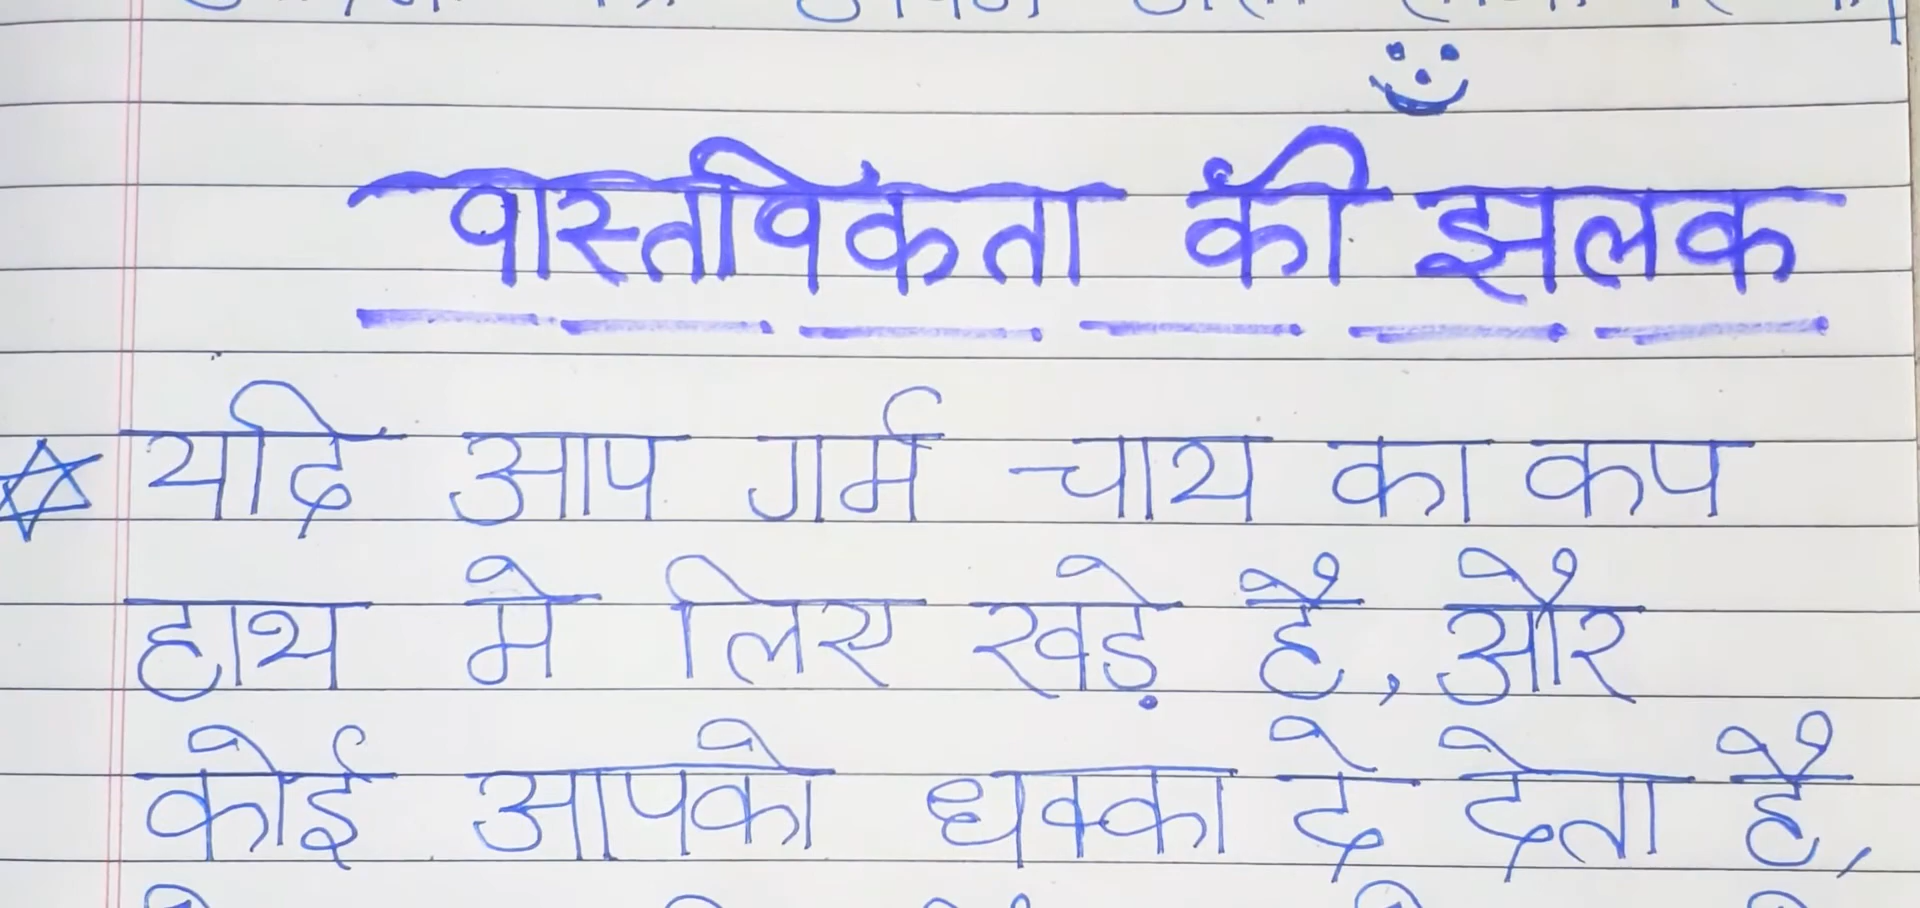 वास्तविकता की झलक
यदि आप गर्म चाय का कप
हाथ मे लिए खड़े है, और
कोई आपको धक्का दे देता है,